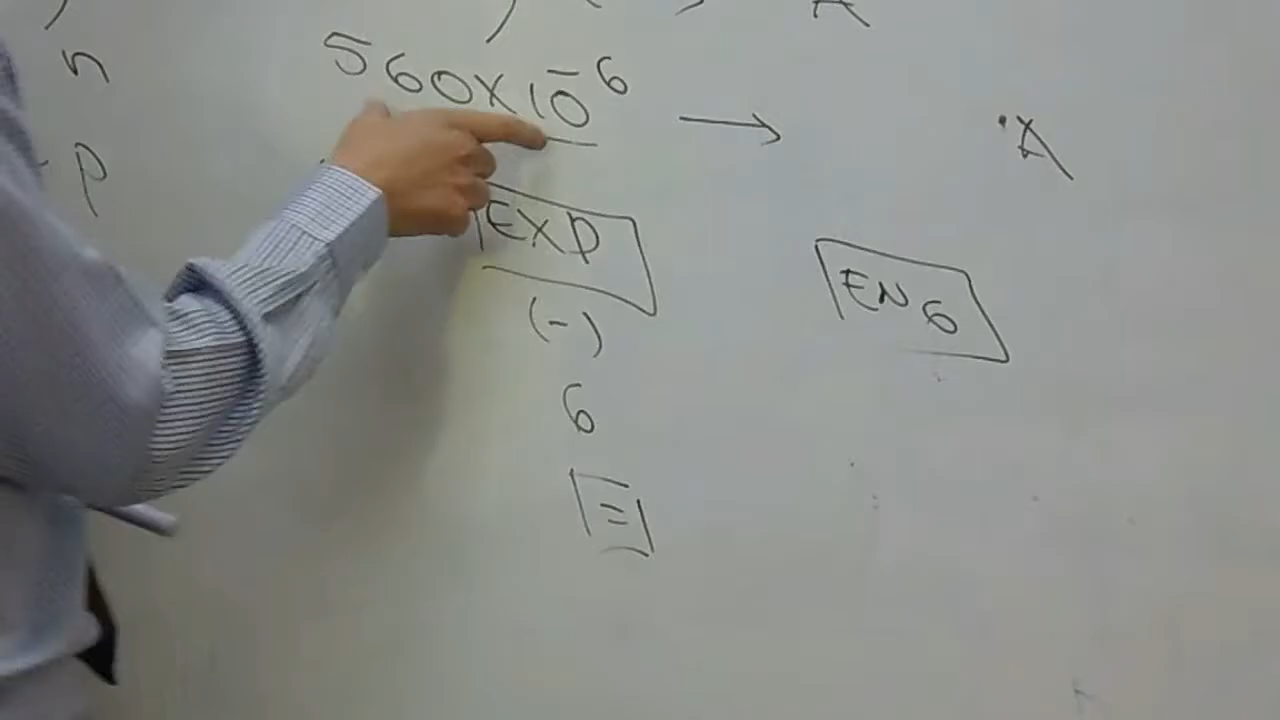 n
560x10⁻⁶ →
p
A
EXP
ENG
(-)
6
=